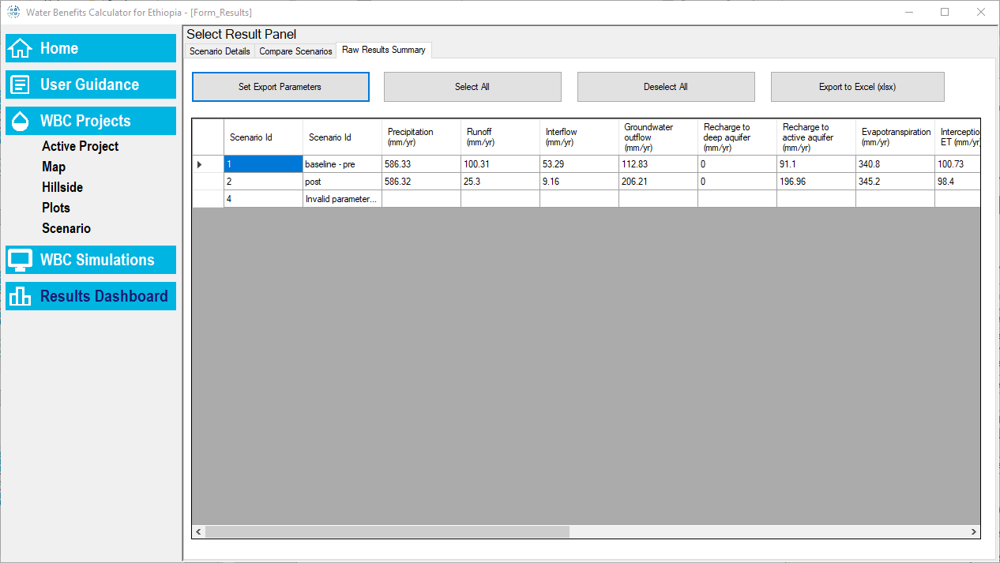 Water Benefits Calculator for Ethiopia - [Form_Results]
Home
User Guidance
WBC Projects
Active Project
Map
Hillside
Plots
Scenario
WBC Simulations
Results Dashboard
Select Result Panel
Scenario Details Compare Scenarios Raw Results Summary
Set Export Parameters Select All Deselect All Export to Excel (xlsx)
Scenario Id
Scenario Id
Precipitation
(mm/yr)
Runoff
(mm/yr)
Interflow
(mm/yr)
Groundwater
outflow
(mm/yr)
Recharge to
deep aquifer
(mm/yr)
Recharge to
active aquifer
(mm/yr)
Evapotranspiration
(mm/yr)
Interceptio
ET (mm/yr
1 baseline - pre 586.33 100.31 53.29 112.83 0 91.1 340.8 100.73
2 post 586.32 25.3 9.16 206.21 0 196.96 345.2 98.4
4 Invalid parameter...